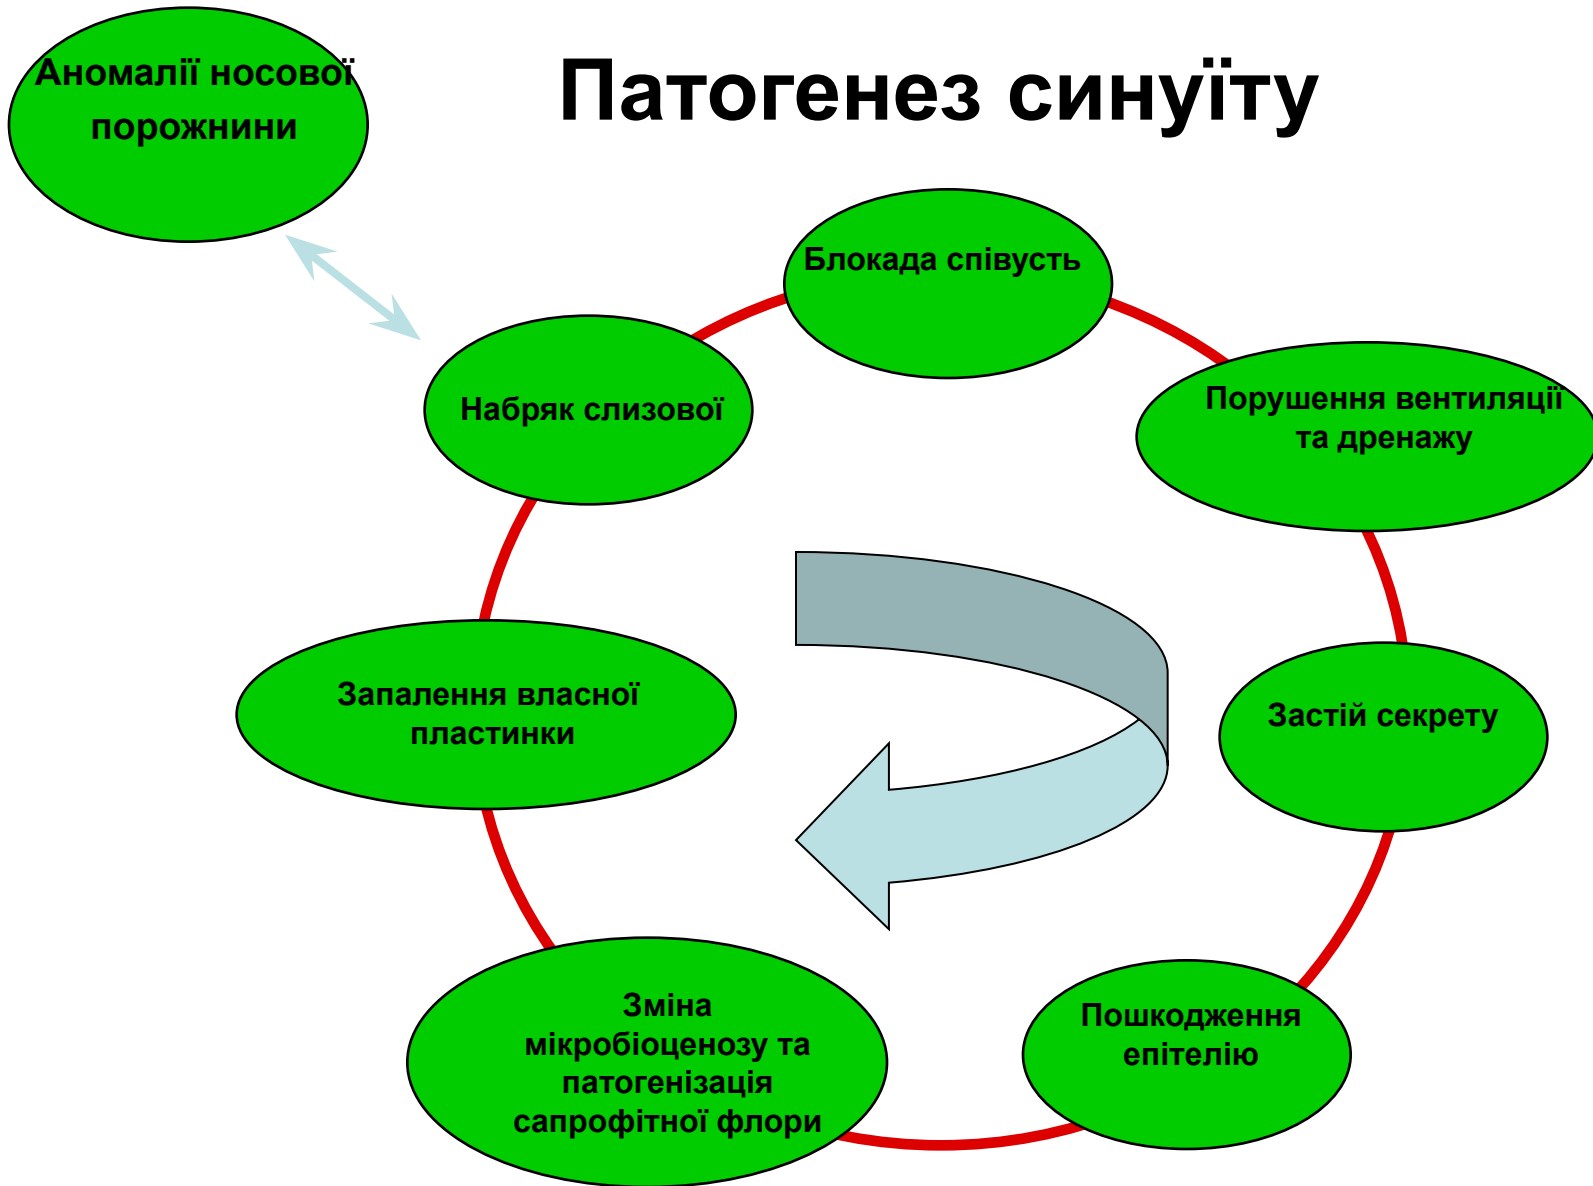 Аномалії носової
порожнини
Патогенез синуїту
Блокада співусть
Набряк слизової
Порушення вентиляції
та дренажу
Запалення власної
пластинки
Застій секрету
Зміна
мікробіоценозу та
патогенізація
сапрофітної флори
Пошкодження
епітелію